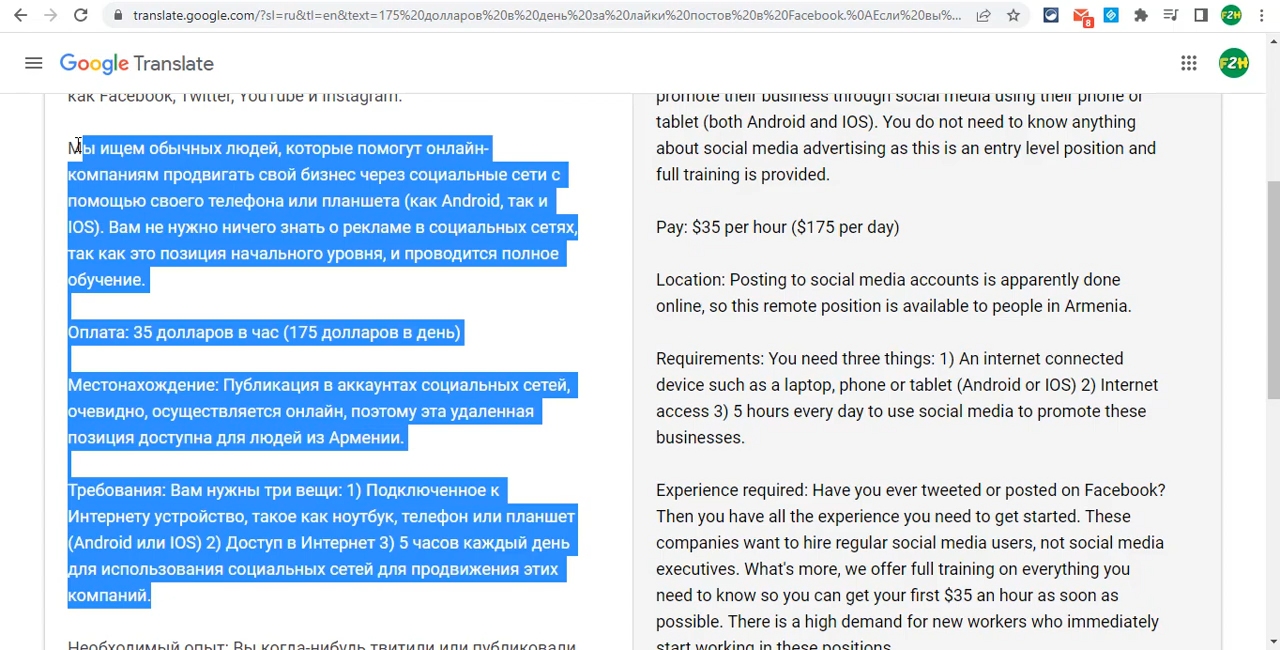 translate.google.com/?sl=ru&tl=en&text=175%20долларов%20в%20день%20за%20лайки%20постов%20в%20Facebook.%0AЕсли%20вы%...
8
F2H
Google Translate
F2H
как Facebook, Twitter, YouTube и Instagram.
Мы ищем обычных людей, которые помогут онлайн-
компаниям продвигать свой бизнес через социальные сети с
помощью своего телефона или планшета (как Android, так и
IOS). Вам не нужно ничего знать о рекламе в социальных сетях,
так как это позиция начального уровня, и проводится полное
обучение.
Оплата: 35 долларов в час (175 долларов в день)
Местонахождение: Публикация в аккаунтах социальных сетей,
очевидно, осуществляется онлайн, поэтому эта удаленная
позиция доступна для людей из Армении.
Требования: Вам нужны три вещи: 1) Подключенное к
Интернету устройство, такое как ноутбук, телефон или планшет
(Android или IOS) 2) Доступ в Интернет 3) 5 часов каждый день
для использования социальных сетей для продвижения этих
компаний.
Необходимый опыт: Вы когда-нибудь твитили или публиковали
promote their business through social media using their phone or
tablet (both Android and IOS). You do not need to know anything
about social media advertising as this is an entry level position and
full training is provided.
Pay: $35 per hour ($175 per day)
Location: Posting to social media accounts is apparently done
online, so this remote position is available to people in Armenia.
Requirements: You need three things: 1) An internet connected
device such as a laptop, phone or tablet (Android or IOS) 2) Internet
access 3) 5 hours every day to use social media to promote these
businesses.
Experience required: Have you ever tweeted or posted on Facebook?
Then you have all the experience you need to get started. These
companies want to hire regular social media users, not social media
executives. What's more, we offer full training on everything you
need to know so you can get your first $35 an hour as soon as
possible. There is a high demand for new workers who immediately
start working in these positions.